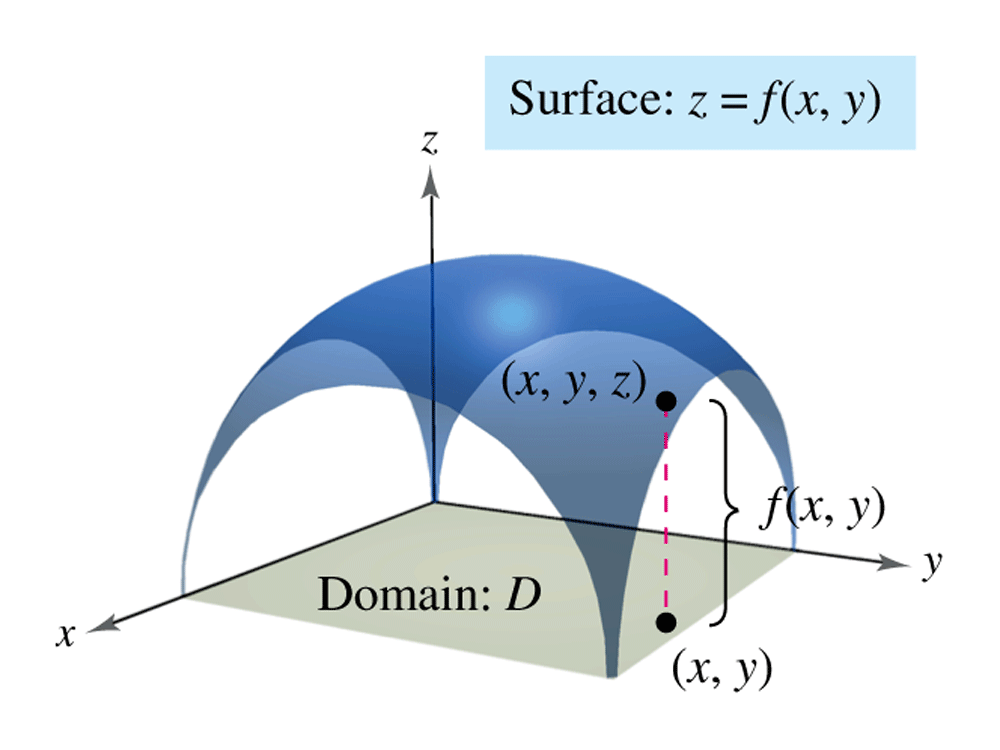 Surface: z = f(x, y)
z
(x, y, z)
f(x, y)
y
Domain: D
x
(x, y)